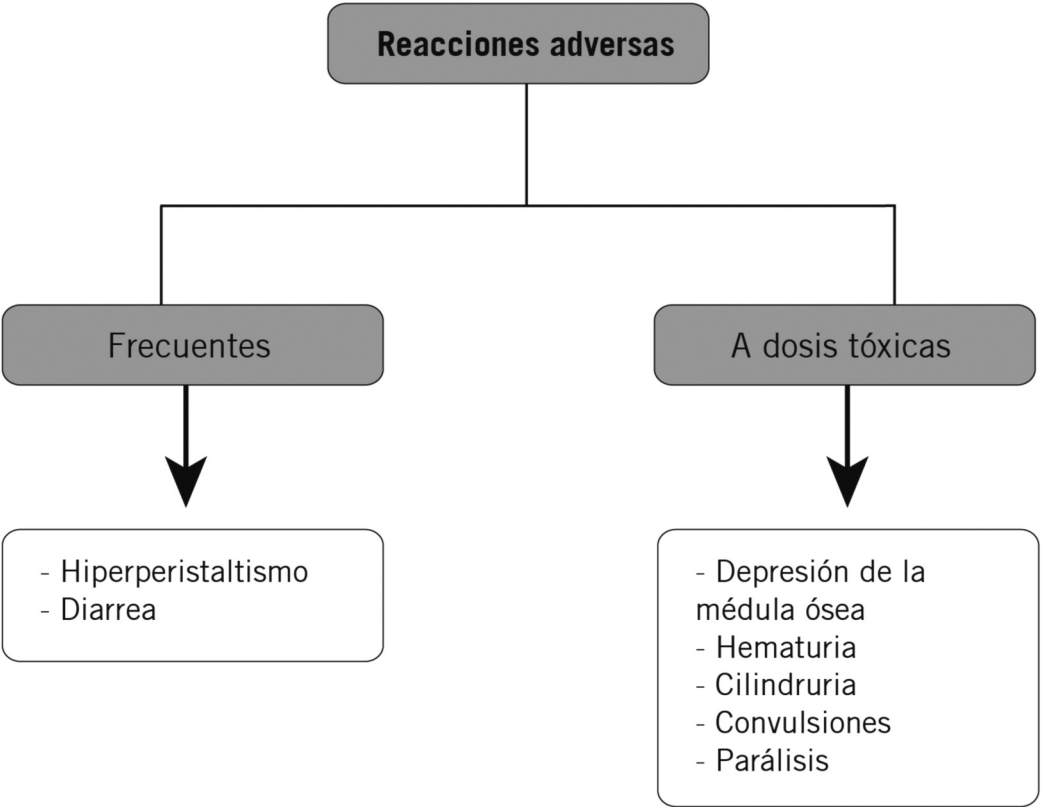 Reacciones adversas
Frecuentes
A dosis tóxicas
- Hiperperistaltismo
- Diarrea
- Depresión de la
médula ósea
- Hematuria
- Cilindruria
- Convulsiones
- Parálisis